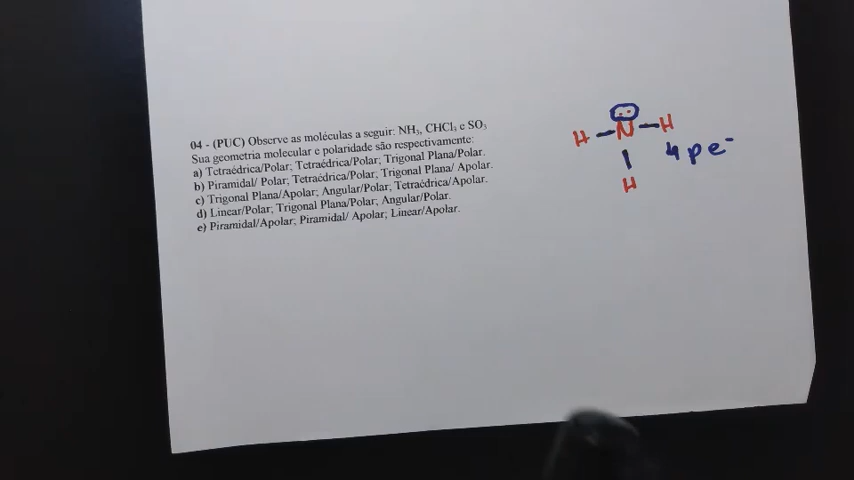 04 - (PUC) Observe as moléculas a seguir: NH₃, CHCl₃ e SO₃
Sua geometria molecular e polaridade são respectivamente:
a) Tetraédrica/Polar; Tetraédrica/Polar; Trigonal Plana/Polar.
b) Piramidal/ Polar; Tetraédrica/Polar; Trigonal Plana/ Apolar.
c) Trigonal Plana/Apolar; Angular/Polar; Tetraédrica/Apolar.
d) Linear/Polar; Trigonal Plana/Polar; Angular/Polar.
e) Piramidal/Apolar; Piramidal/ Apolar; Linear/Apolar.
H – N – H
H
4 p e⁻